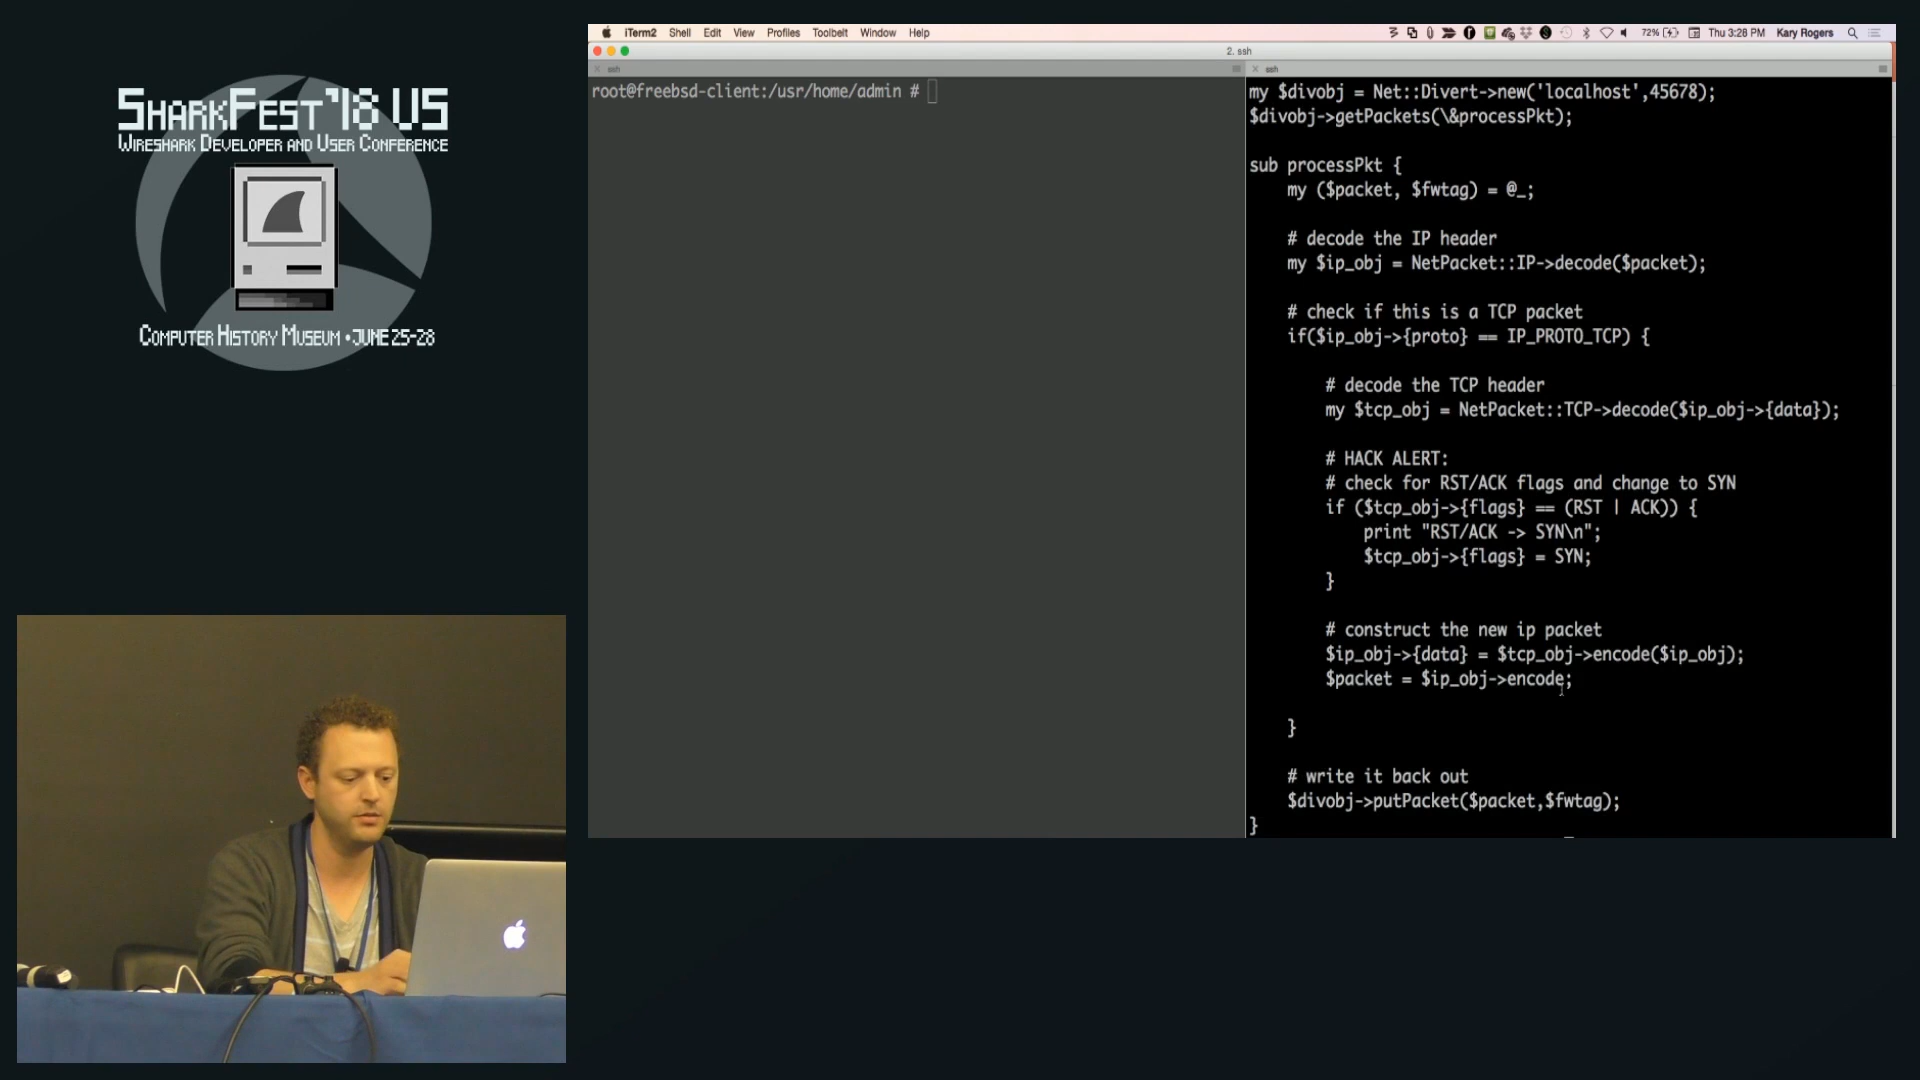 SHARKFEST '18 US
WIRESHARK DEVELOPER AND USER CONFERENCE
COMPUTER HISTORY MUSEUM • JUNE 25-28
iTerm2 Shell Edit View Profiles Toolbelt Window Help
72% Thu 3:28 PM Kary Rogers
2. ssh
ssh
ssh
root@freebsd-client:/usr/home/admin #
my $divobj = Net::Divert->new('localhost',45678);
$divobj->getPackets(\&processPkt);
sub processPkt {
my ($packet, $fwtag) = @_;
# decode the IP header
my $ip_obj = NetPacket::IP->decode($packet);
# check if this is a TCP packet
if($ip_obj->{proto} == IP_PROTO_TCP) {
# decode the TCP header
my $tcp_obj = NetPacket::TCP->decode($ip_obj->{data});
# HACK ALERT:
# check for RST/ACK flags and change to SYN
if ($tcp_obj->{flags} == (RST | ACK)) {
print "RST/ACK -> SYN\n";
$tcp_obj->{flags} = SYN;
}
# construct the new ip packet
$ip_obj->{data} = $tcp_obj->encode($ip_obj);
$packet = $ip_obj->encode;
}
# write it back out
$divobj->putPacket($packet,$fwtag);
}